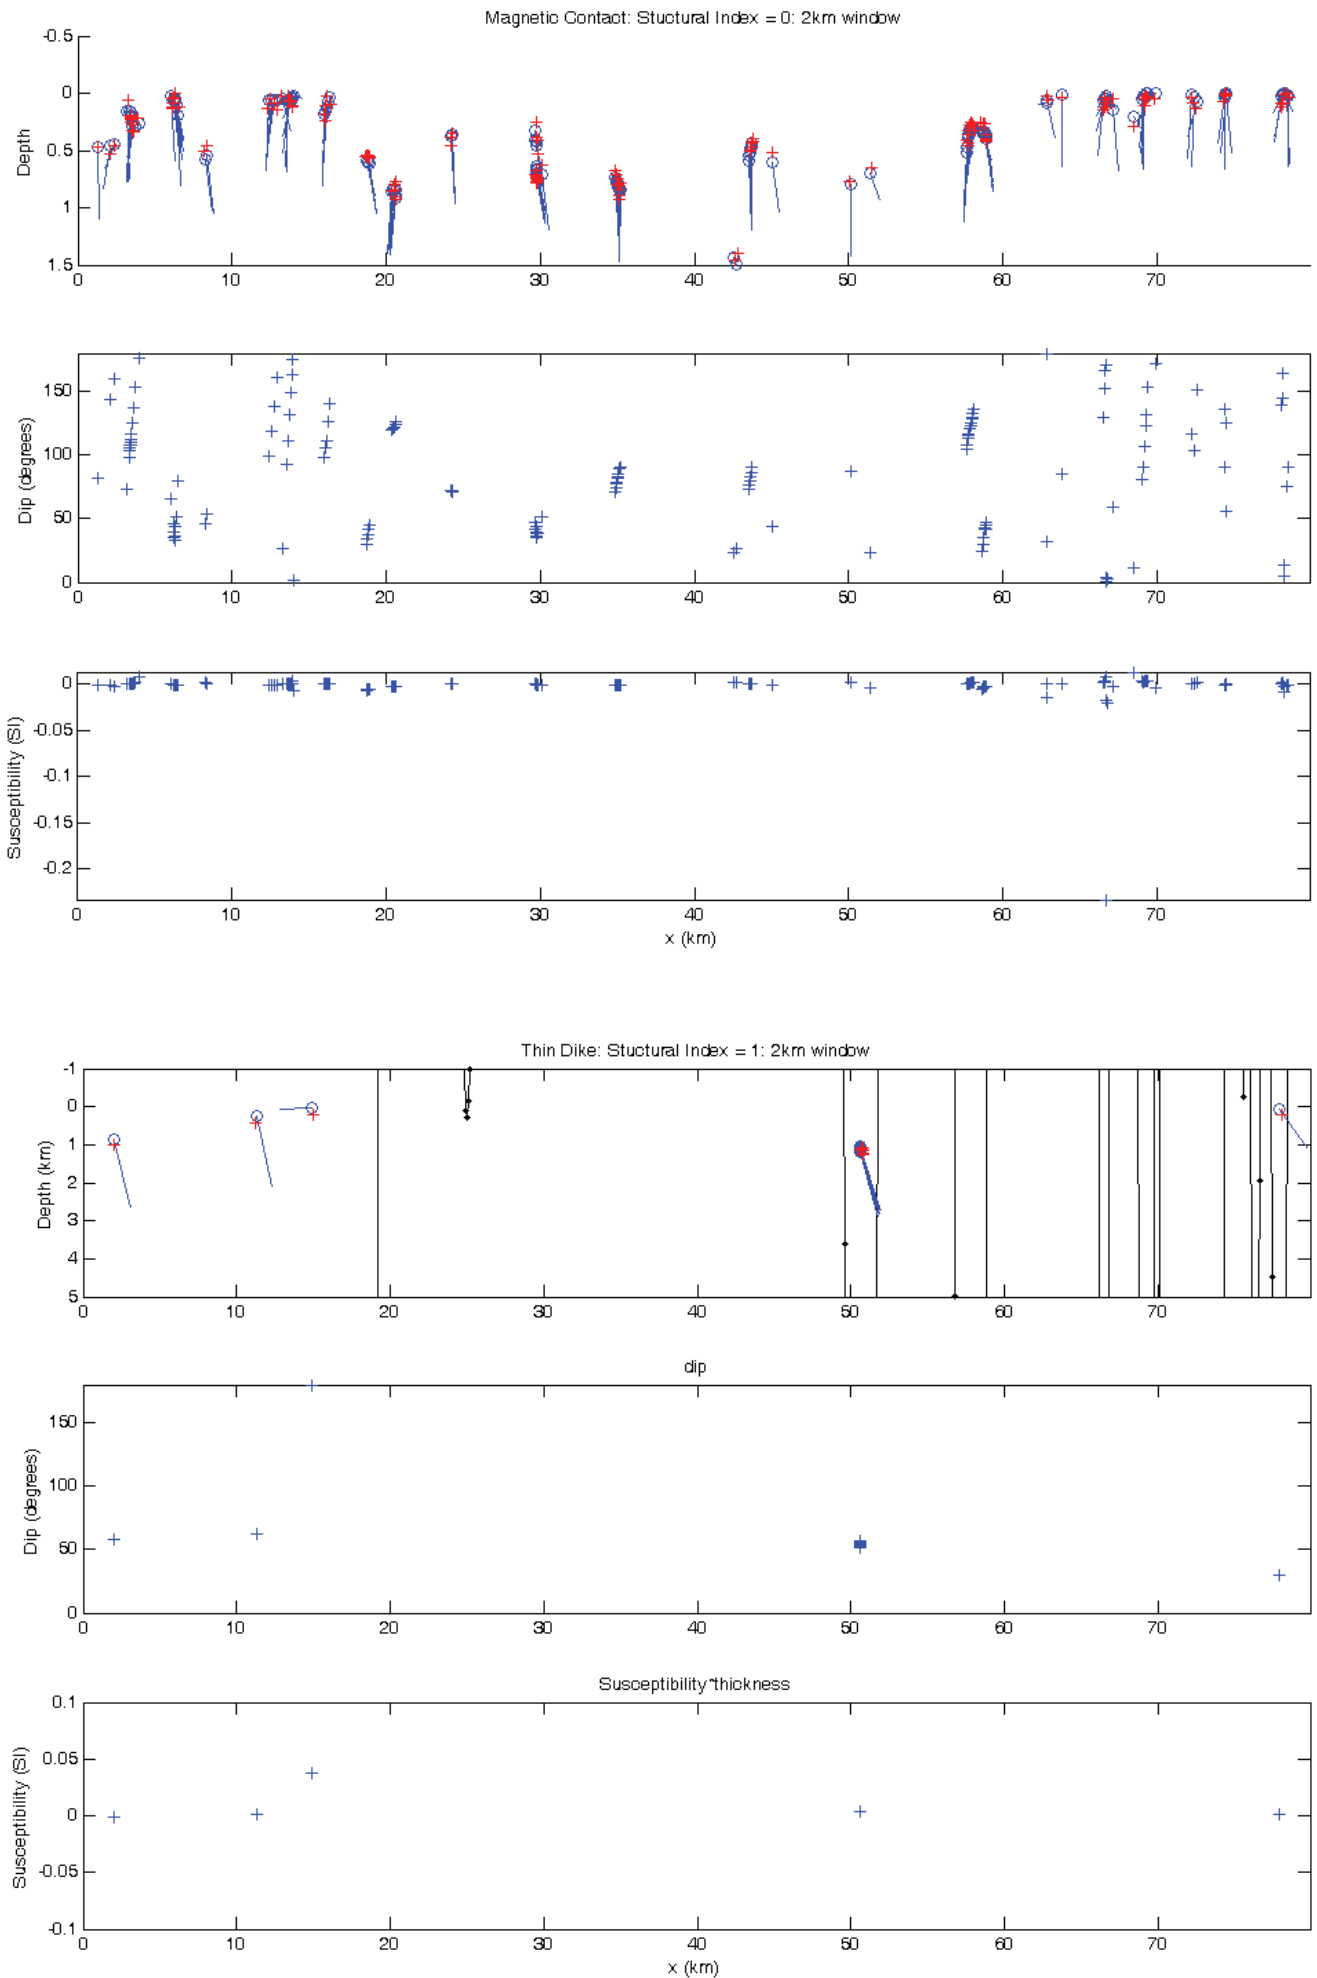 Magnetic Contact: Stuctural Index = 0: 2km window
-0.5
0
0.5
1
1.5
Depth
0 10 20 30 40 50 60 70
150
100
50
0
Dip (degrees)
0 10 20 30 40 50 60 70
0
-0.05
-0.1
-0.15
-0.2
Susceptibility (SI)
0 10 20 30 40 50 60 70
x (km)
Thin Dike: Stuctural Index = 1: 2km window
-1
0
1
2
3
4
5
Depth (km)
0 10 20 30 40 50 60 70
dip
150
100
50
0
Dip (degrees)
0 10 20 30 40 50 60 70
Susceptibility*thickness
0.1
0.05
0
-0.05
-0.1
Susceptibility (SI)
0 10 20 30 40 50 60 70
x (km)